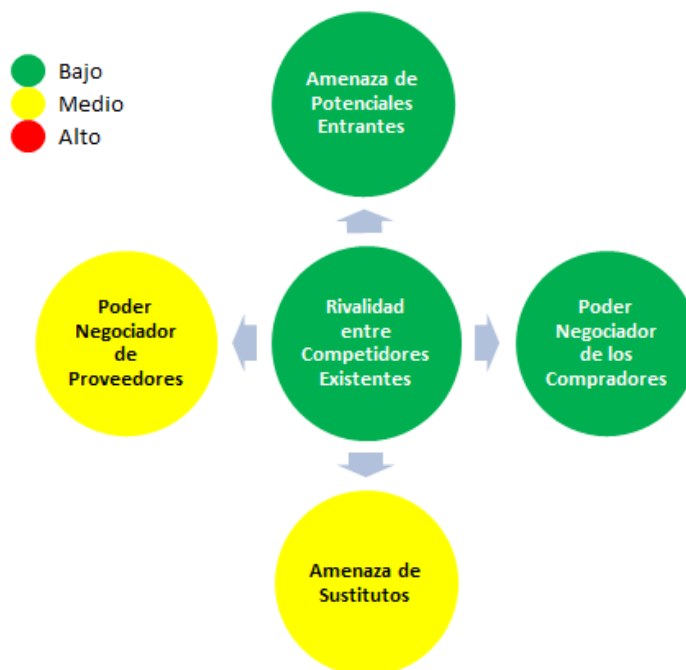 Bajo
Medio
Alto
Amenaza de
Potenciales
Entrantes
Poder
Negociador
de
Proveedores
Rivalidad
entre
Competidores
Existentes
Poder
Negociador
de los
Compradores
Amenaza de
Sustitutos